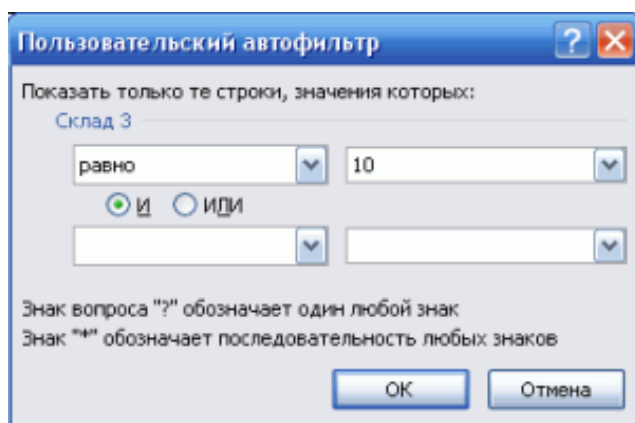 Пользовательский автофильтр
Показать только те строки, значения которых:
Склад 3
равно 10
И ИЛИ
Знак вопроса "?" обозначает один любой знак
Знак "*" обозначает последовательность любых знаков
ОК Отмена